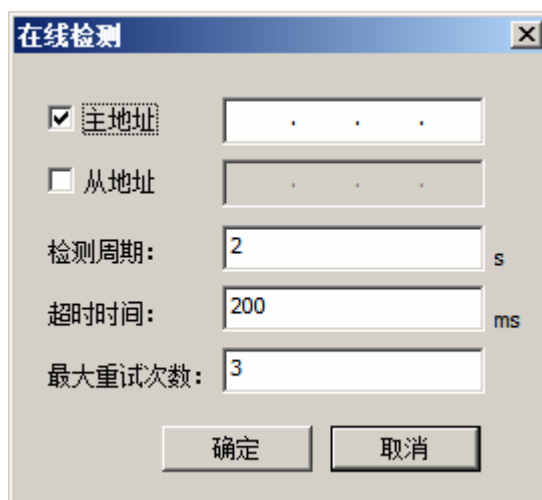 在线检测
主地址 . . .
从地址 . . .
检测周期: 2 s
超时时间: 200 ms
最大重试次数: 3
确定 取消